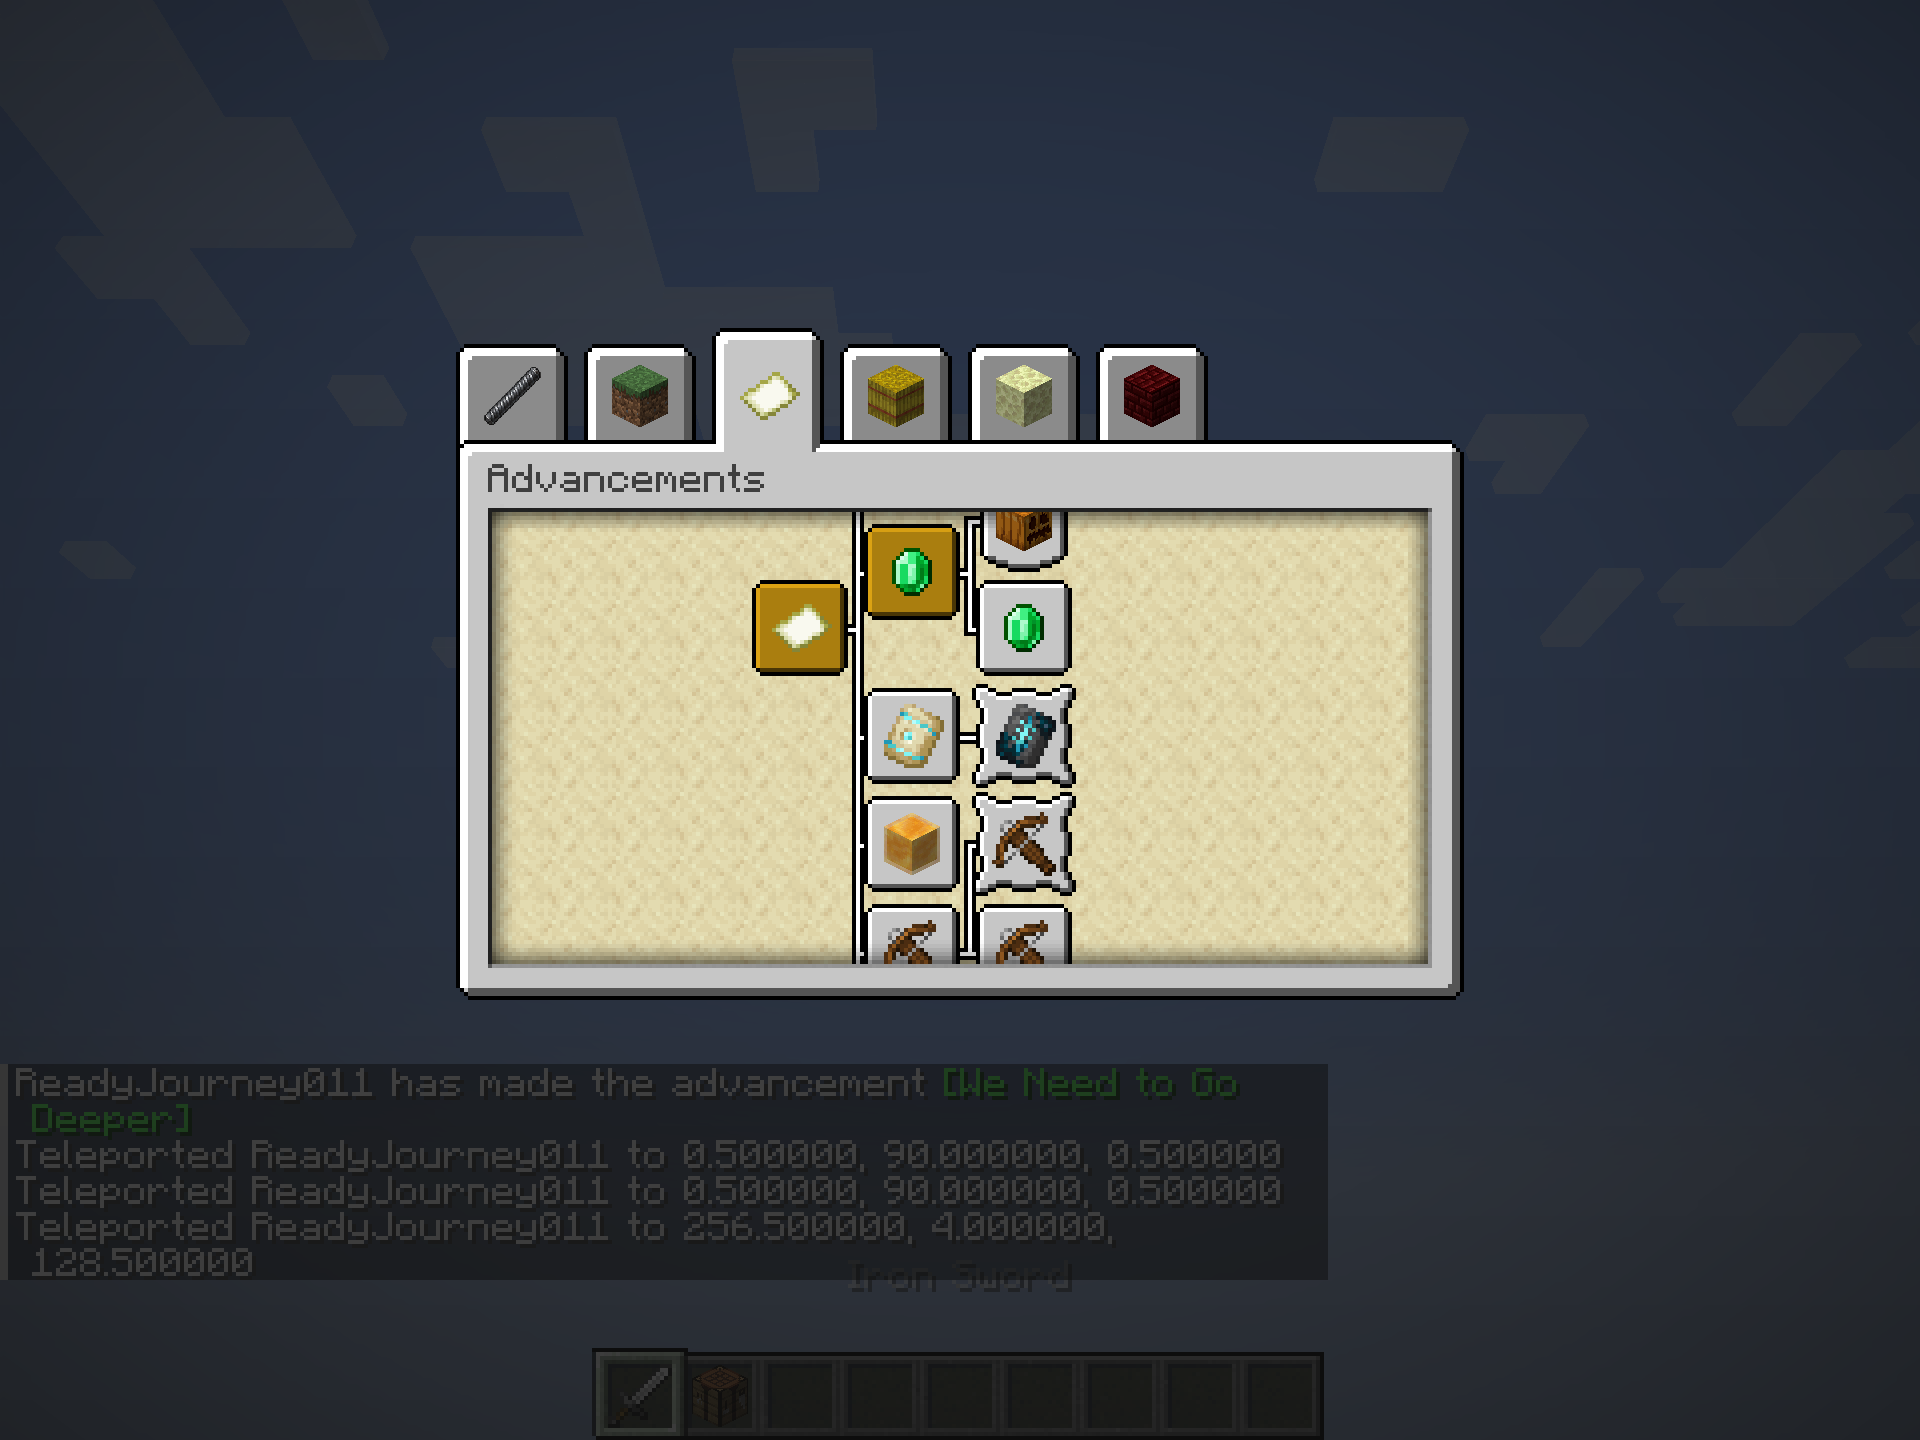 Advancements
ReadyJourney011 has made the advancement [We Need to Go
Deeper]
Teleported ReadyJourney011 to 0.500000, 90.000000, 0.500000
Teleported ReadyJourney011 to 0.500000, 90.000000, 0.500000
Teleported ReadyJourney011 to 256.500000, 4.000000,
128.500000
Iron Sword